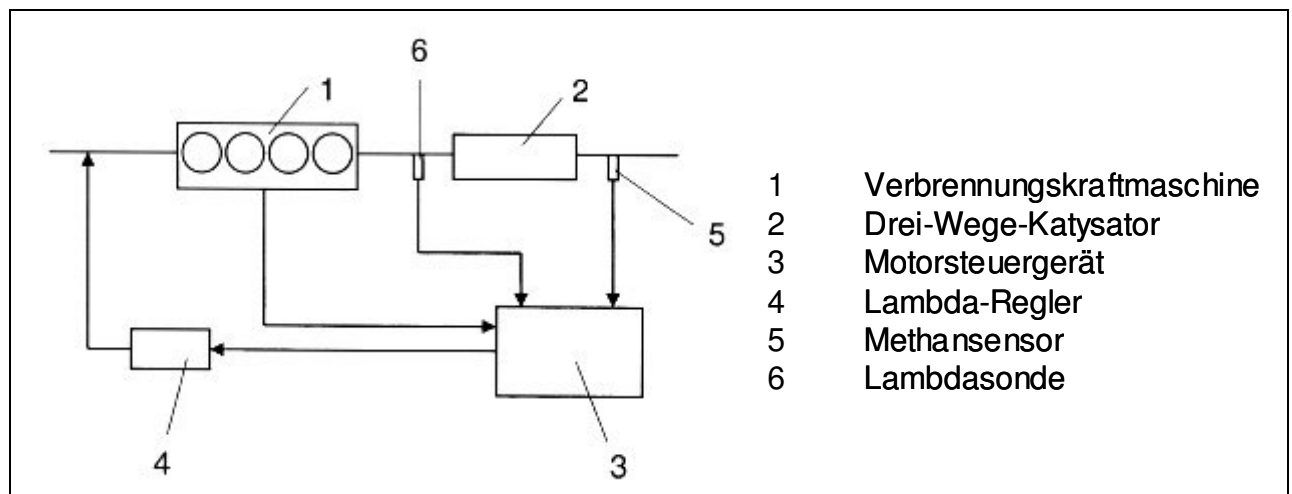 6
1
2
5
4
3
1 Verbrennungskraftmaschine
2 Drei-Wege-Katysator
3 Motorsteuergerät
4 Lambda-Regler
5 Methansensor
6 Lambdasonde